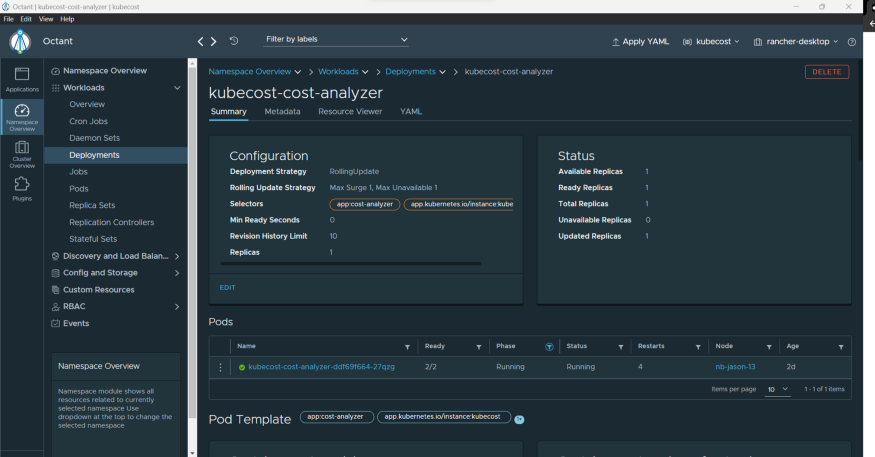 Octant | kubecost-cost-analyzer | kubecost
File Edit View Help
Octant
Filter by labels
Apply YAML
kubecost
rancher-desktop
Applications
Namespace Overview
Cluster Overview
Plugins
Namespace Overview
Workloads
Overview
Cron Jobs
Daemon Sets
Deployments
Jobs
Pods
Replica Sets
Replication Controllers
Stateful Sets
Discovery and Load Balan...
Config and Storage
Custom Resources
RBAC
Events
Namespace Overview
Namespace module shows all
resources related to currently
selected namespace Use
dropdown at the top to change the
selected namespace
Namespace Overview > Workloads > Deployments > kubecost-cost-analyzer
DELETE
kubecost-cost-analyzer
Summary Metadata Resource Viewer YAML
Configuration
Deployment Strategy RollingUpdate
Rolling Update Strategy Max Surge 1, Max Unavailable 1
Selectors app:cost-analyzer app.kubernetes.io/instance:kube
Min Ready Seconds 0
Revision History Limit 10
Replicas 1
EDIT
Status
Available Replicas 1
Ready Replicas 1
Total Replicas 1
Unavailable Replicas 0
Updated Replicas 1
Pods
Name Ready Phase Status Restarts Node Age
kubecost-cost-analyzer-ddf69f664-27qzg 2/2 Running Running 4 nb-jason-13 2d
Items per page 10 1 - 1 of 1 items
Pod Template app:cost-analyzer app.kubernetes.io/instance:kubecost